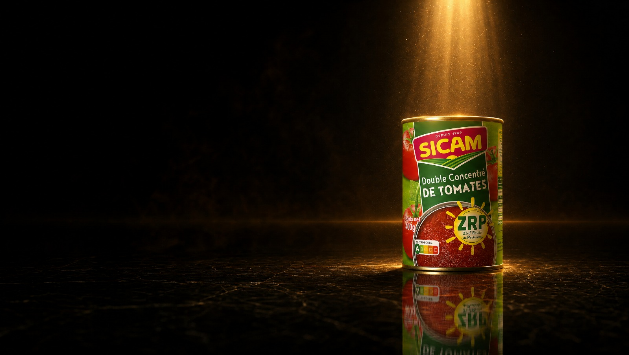 SICAM
Double Concentré
DE TOMATES
ZRP